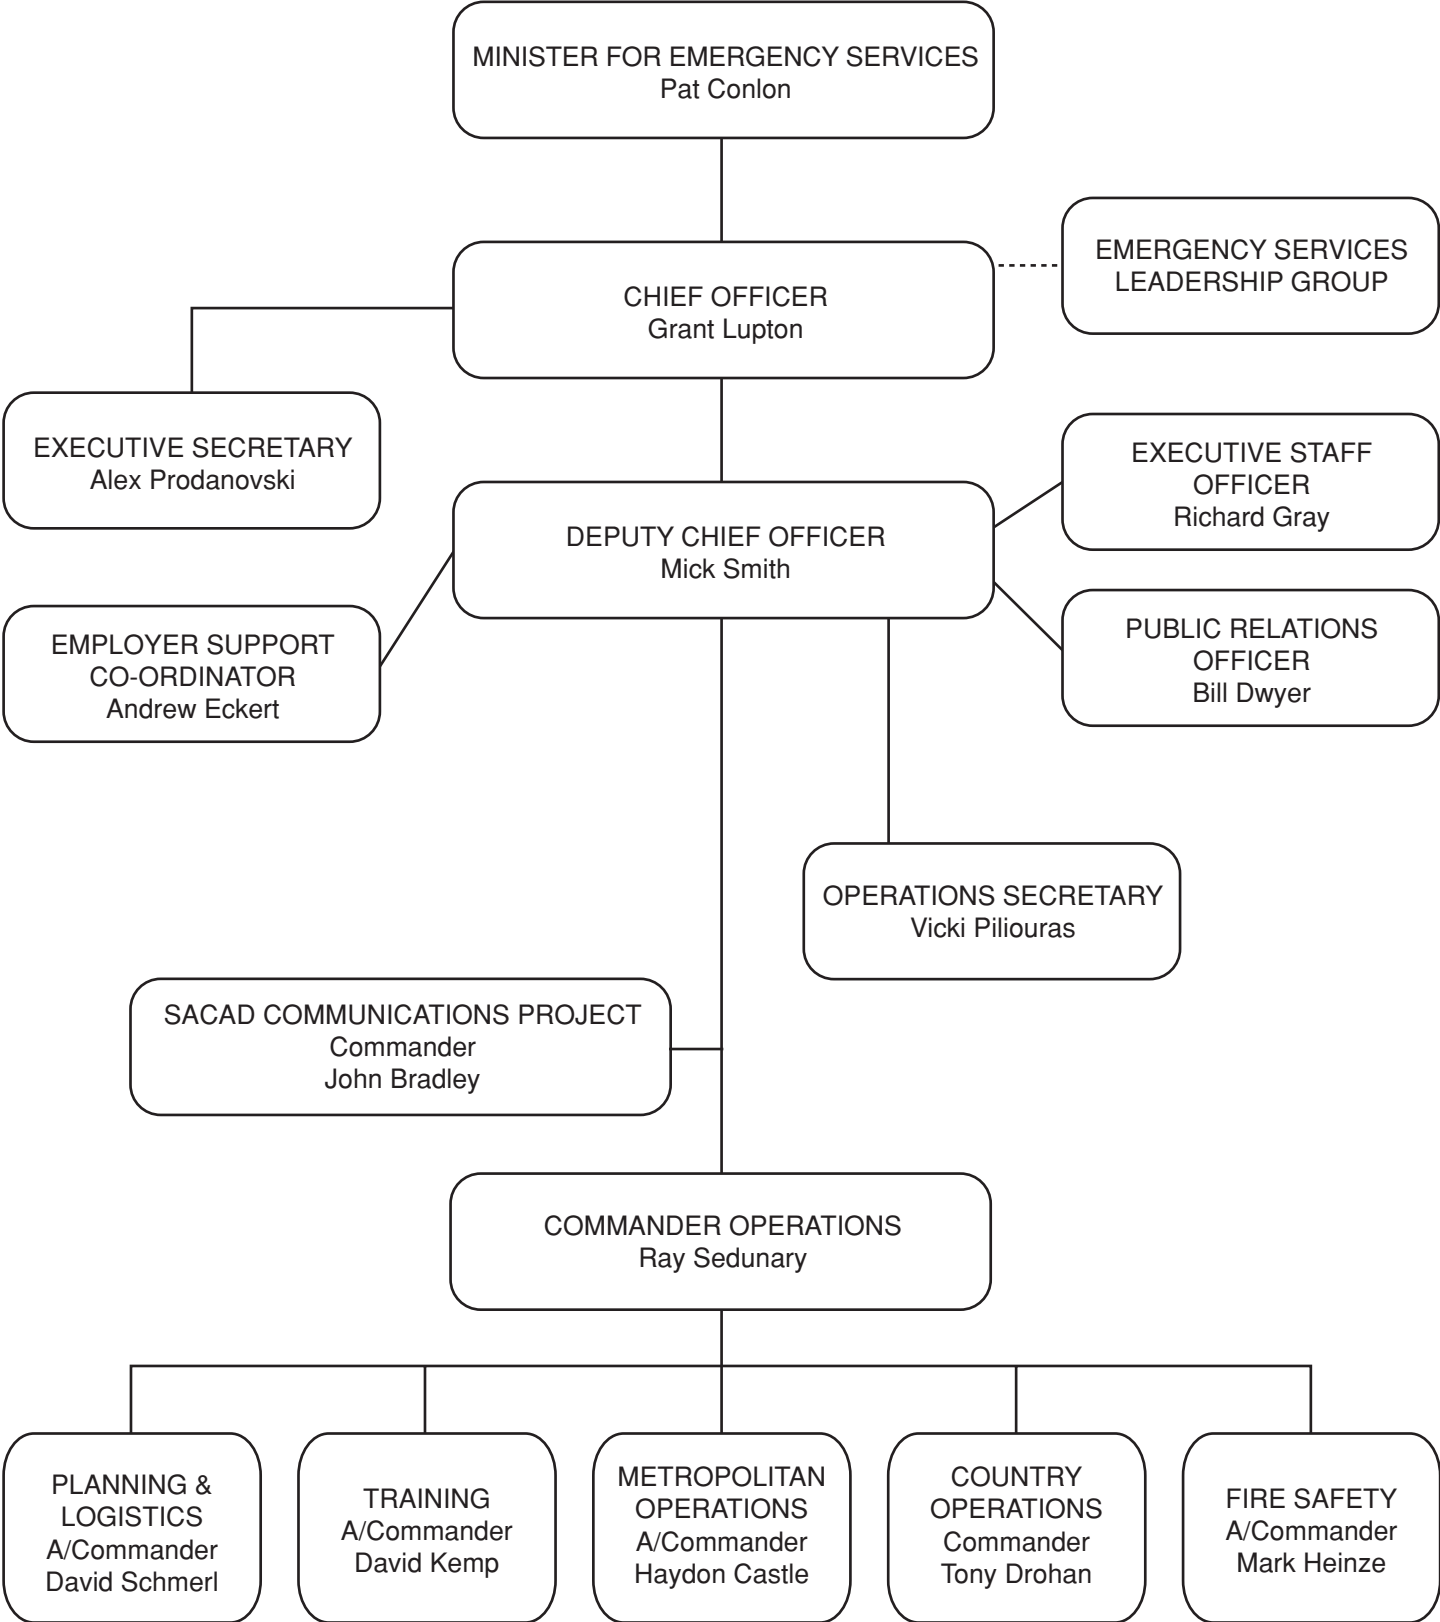 MINISTER FOR EMERGENCY SERVICES
Pat Conlon
EMERGENCY SERVICES
LEADERSHIP GROUP
CHIEF OFFICER
Grant Lupton
EXECUTIVE SECRETARY
Alex Prodanovski
EXECUTIVE STAFF
OFFICER
Richard Gray
DEPUTY CHIEF OFFICER
Mick Smith
EMPLOYER SUPPORT
CO-ORDINATOR
Andrew Eckert
PUBLIC RELATIONS
OFFICER
Bill Dwyer
OPERATIONS SECRETARY
Vicki Piliouras
SACAD COMMUNICATIONS PROJECT
Commander
John Bradley
COMMANDER OPERATIONS
Ray Sedunary
PLANNING &
LOGISTICS
A/Commander
David Schmerl
TRAINING
A/Commander
David Kemp
METROPOLITAN
OPERATIONS
A/Commander
Haydon Castle
COUNTRY
OPERATIONS
Commander
Tony Drohan
FIRE SAFETY
A/Commander
Mark Heinze